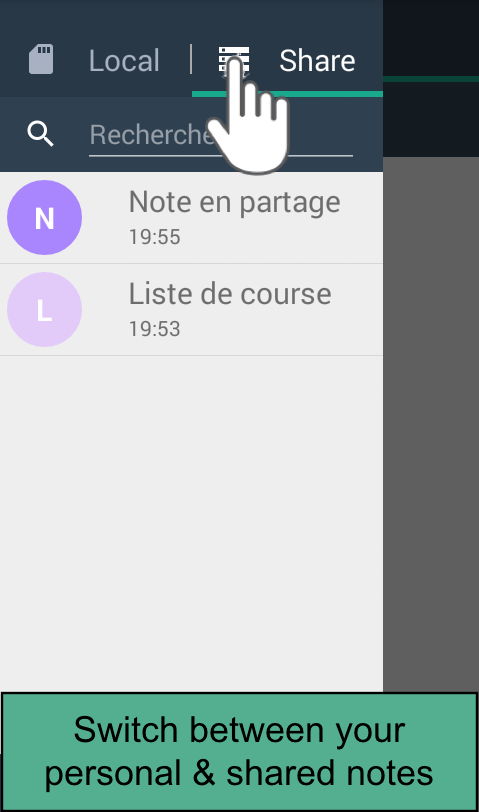 Local
Share
Recherche
N
Note en partage
19:55
L
Liste de course
19:53
Switch between your
personal & shared notes